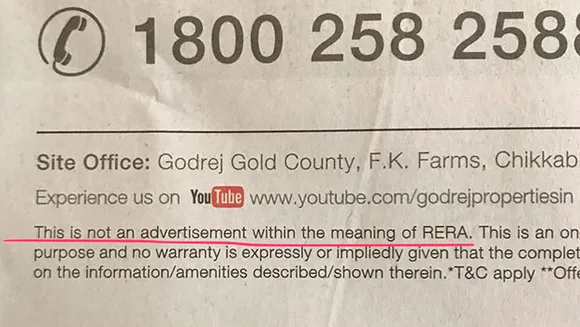 1800 258 258
Site Office: Godrej Gold County, F.K. Farms, Chikkab
Experience us on YouTube www.youtube.com/godrejpropertiesin
This is not an advertisement within the meaning of RERA. This is an on
purpose and no warranty is expressly or impliedly given that the complet
on the information/amenities described/shown therein.*T&C apply **Offe